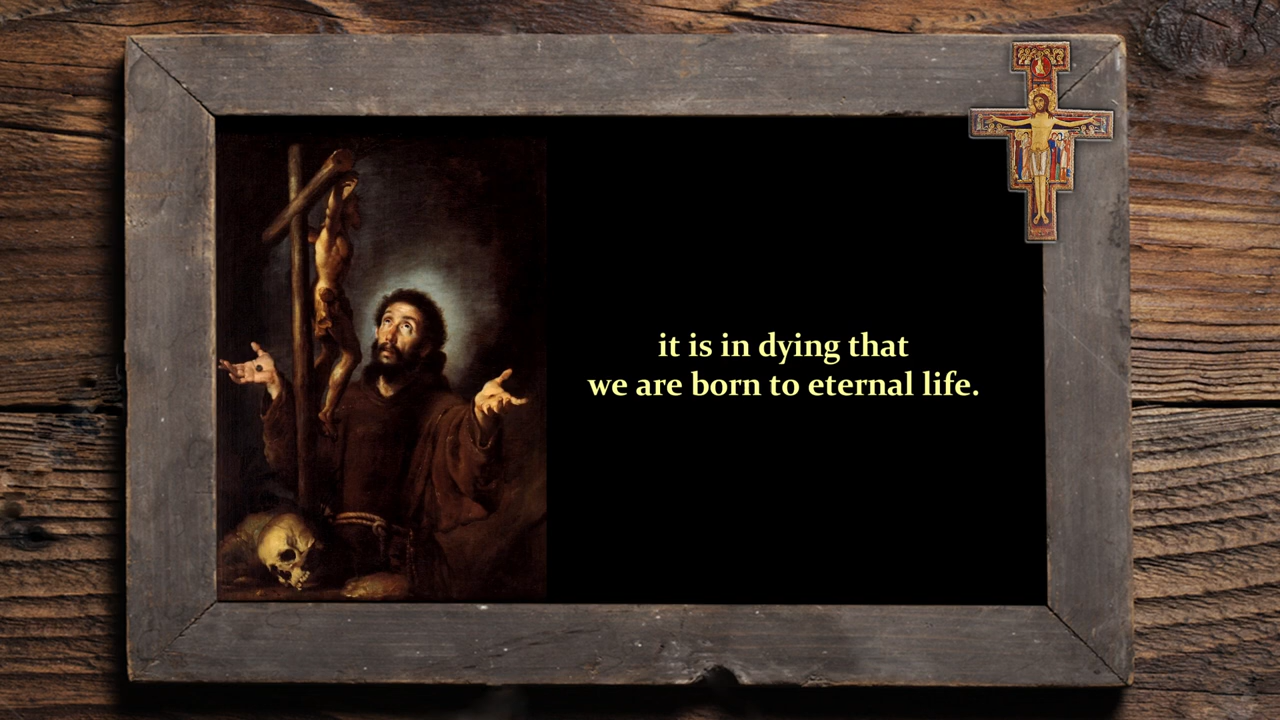 it is in dying that
we are born to eternal life.